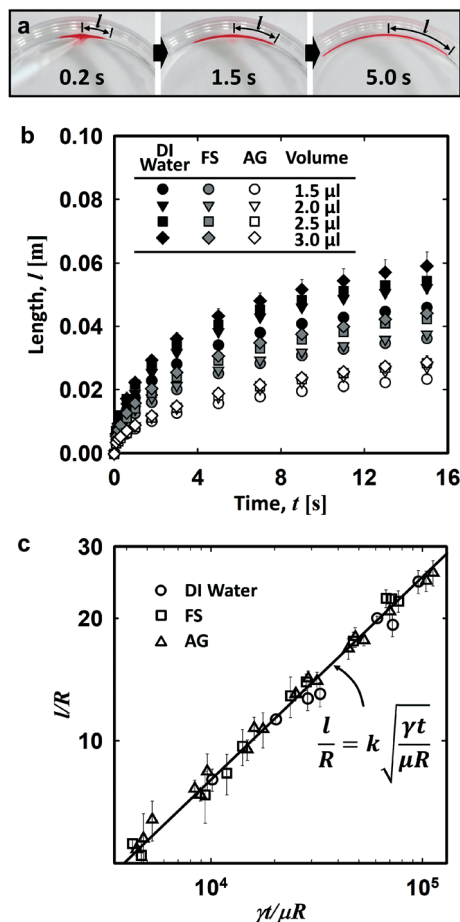 a
l
l
l
0.2 s
1.5 s
5.0 s
b
0.10
0.08
0.06
0.04
0.02
0.00
Length, l [m]
DI Water FS AG Volume
1.5 µl
2.0 µl
2.5 µl
3.0 µl
0 4 8 12 16
Time, t [s]
c
30
20
10
l/R
DI Water
FS
AG
l/R = k√(γt/μR)
10⁴ 10⁵
γt/μR